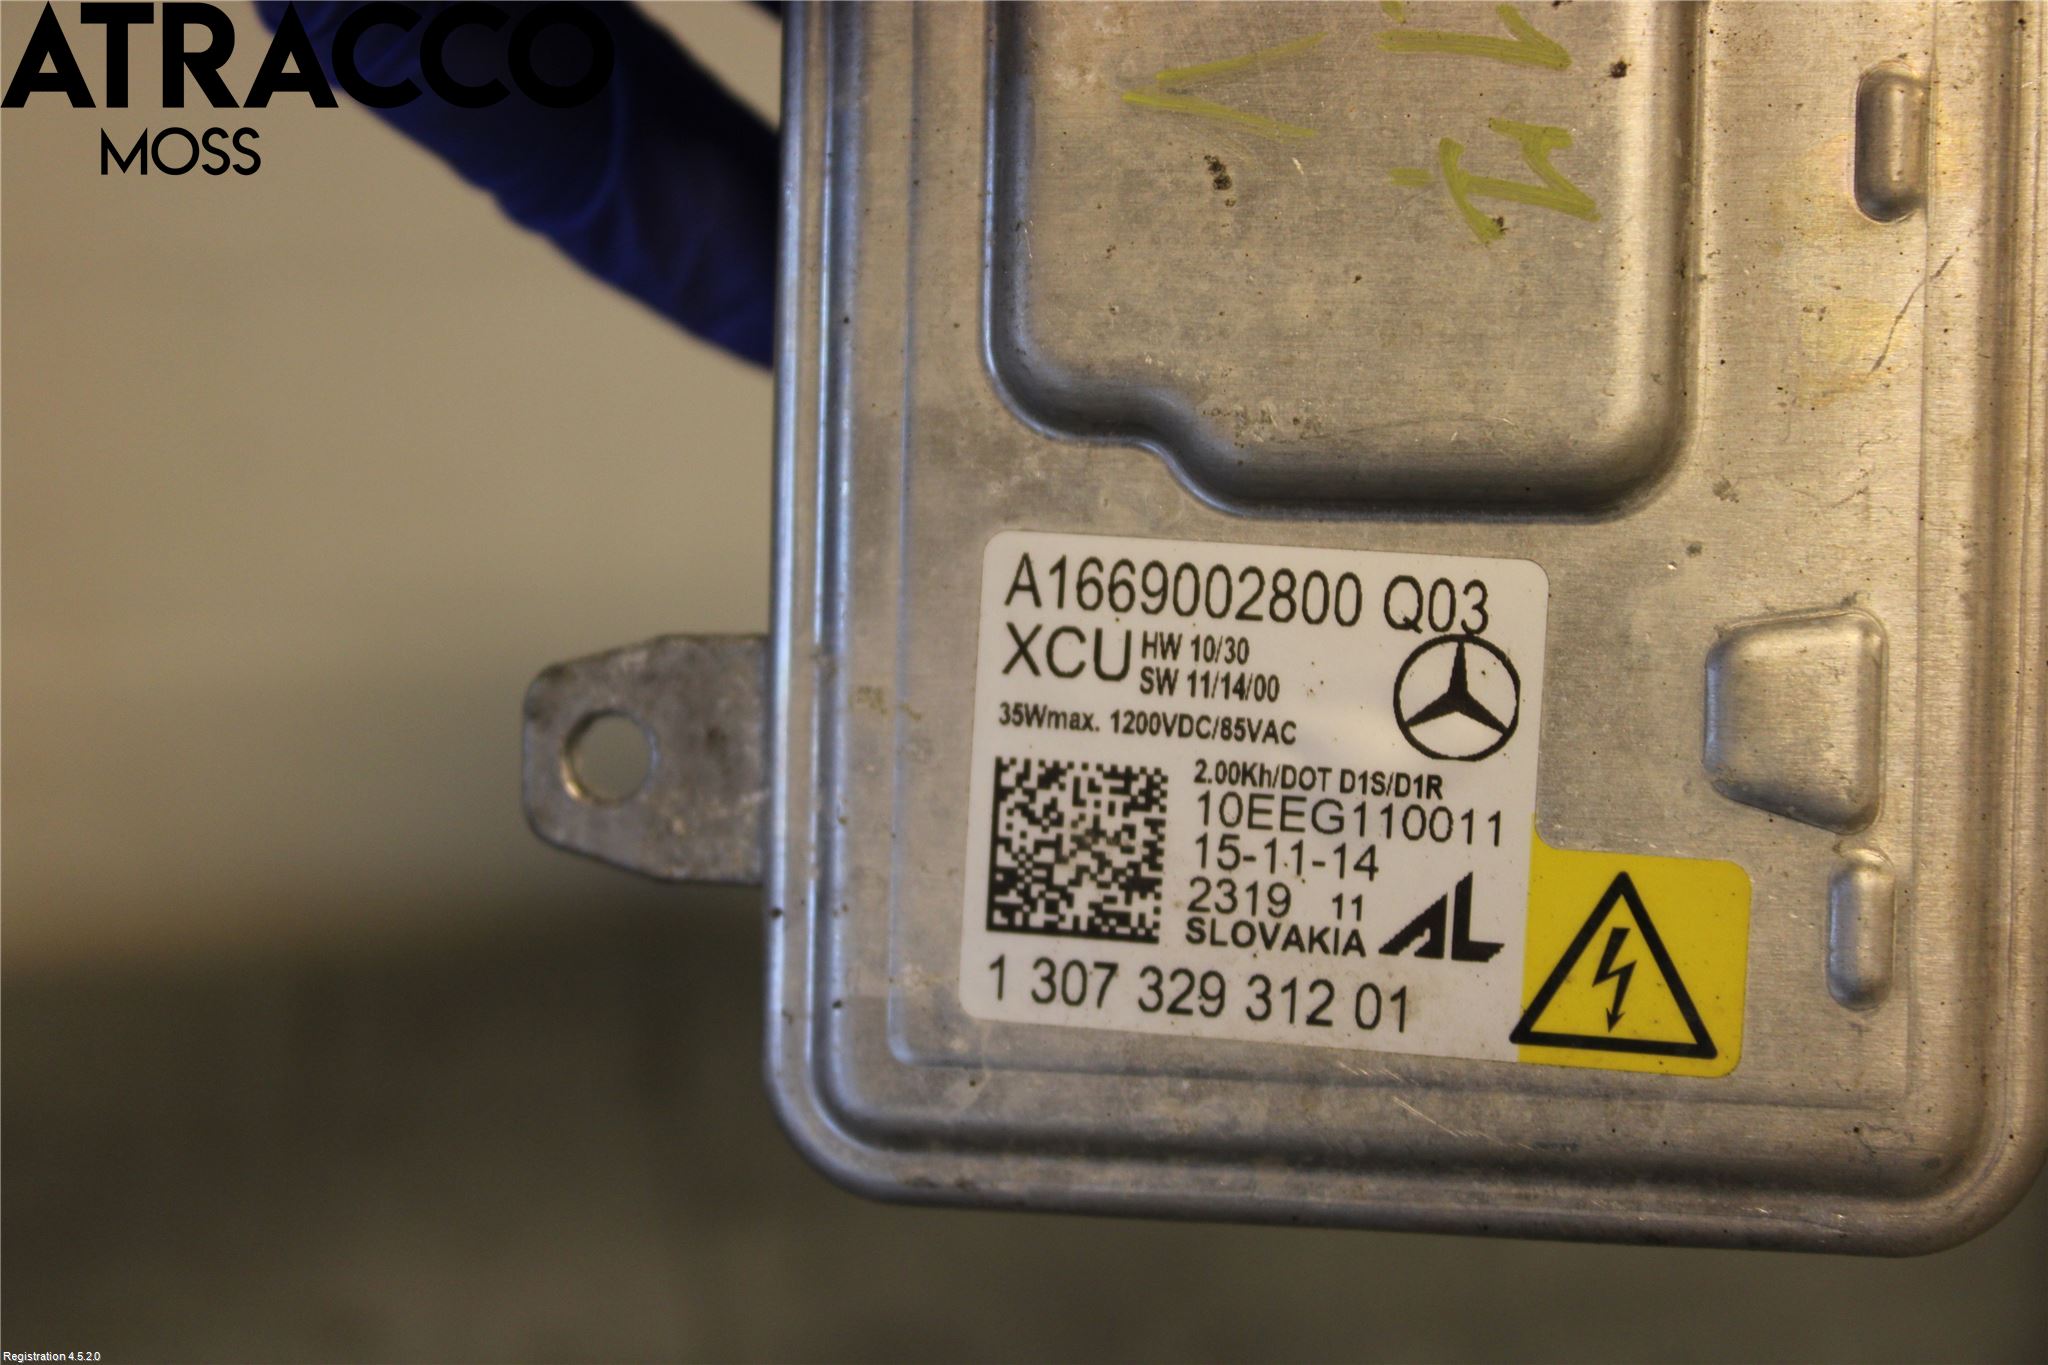 ATRACCO
MOSS
A1669002800 Q03
XCU HW 10/30
SW 11/14/00
35Wmax. 1200VDC/85VAC
2.00Kh/DOT D1S/D1R
10EEG110011
15-11-14
2319 11
SLOVAKIA AL
1 307 329 312 01
Registration 4.5.2.0